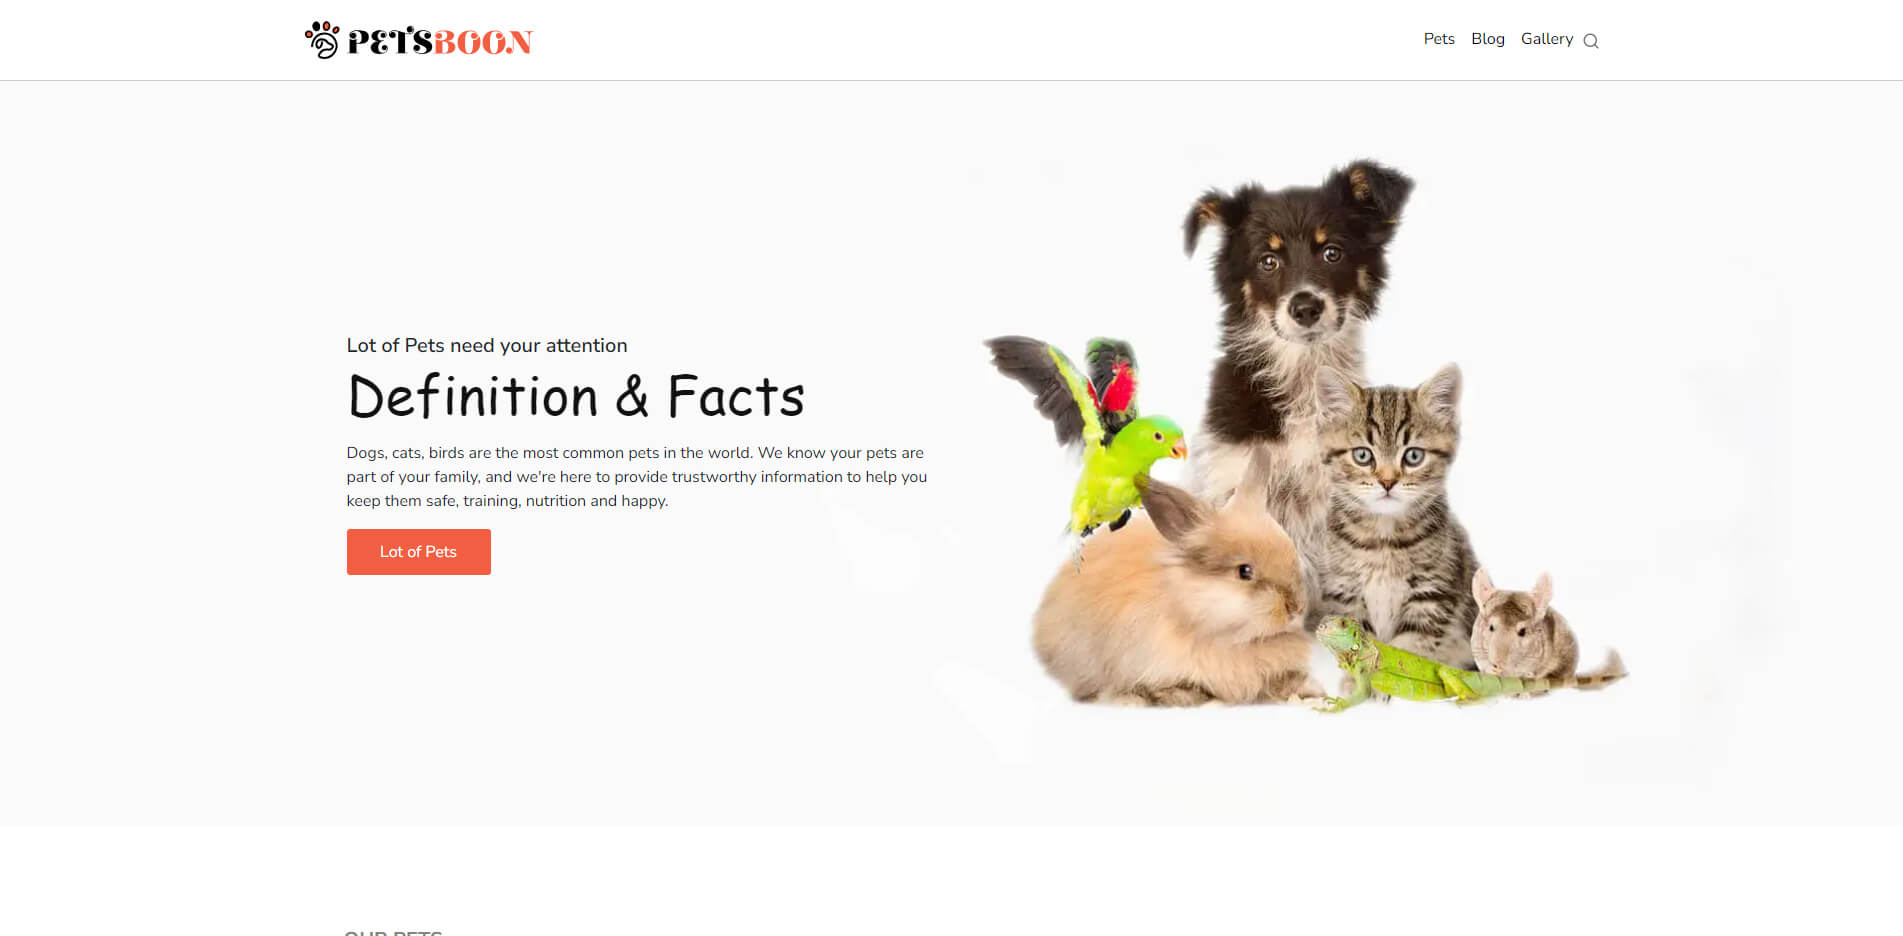 PETSBOON
Pets Blog Gallery
Lot of Pets need your attention
Definition & Facts
Dogs, cats, birds are the most common pets in the world. We know your pets are
part of your family, and we're here to provide trustworthy information to help you
keep them safe, training, nutrition and happy.
Lot of Pets
OUR PETS